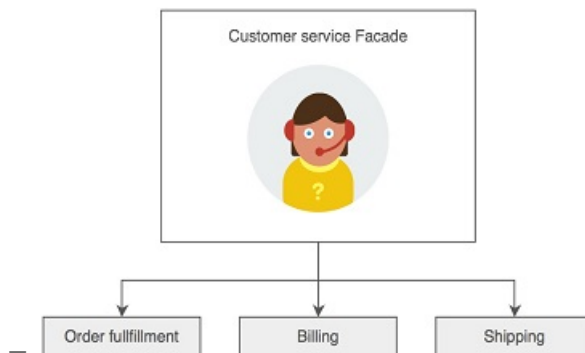 Customer service Facade
?
Order fullfillment
Billing
Shipping